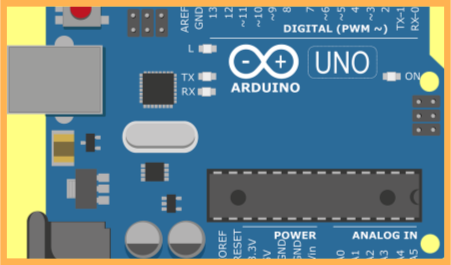 AREF
GND
13
12
~11
~10
~9
8
7
~6
~5
4
~3
2
TX-1
RX-0
DIGITAL (PWM ~)
L
TX
RX
UNO
ARDUINO
ON
POWER
ANALOG IN
IOREF
RESET
3.3V
5V
GND
GND
Vin
A0
A1
A2
A3
A4
A5